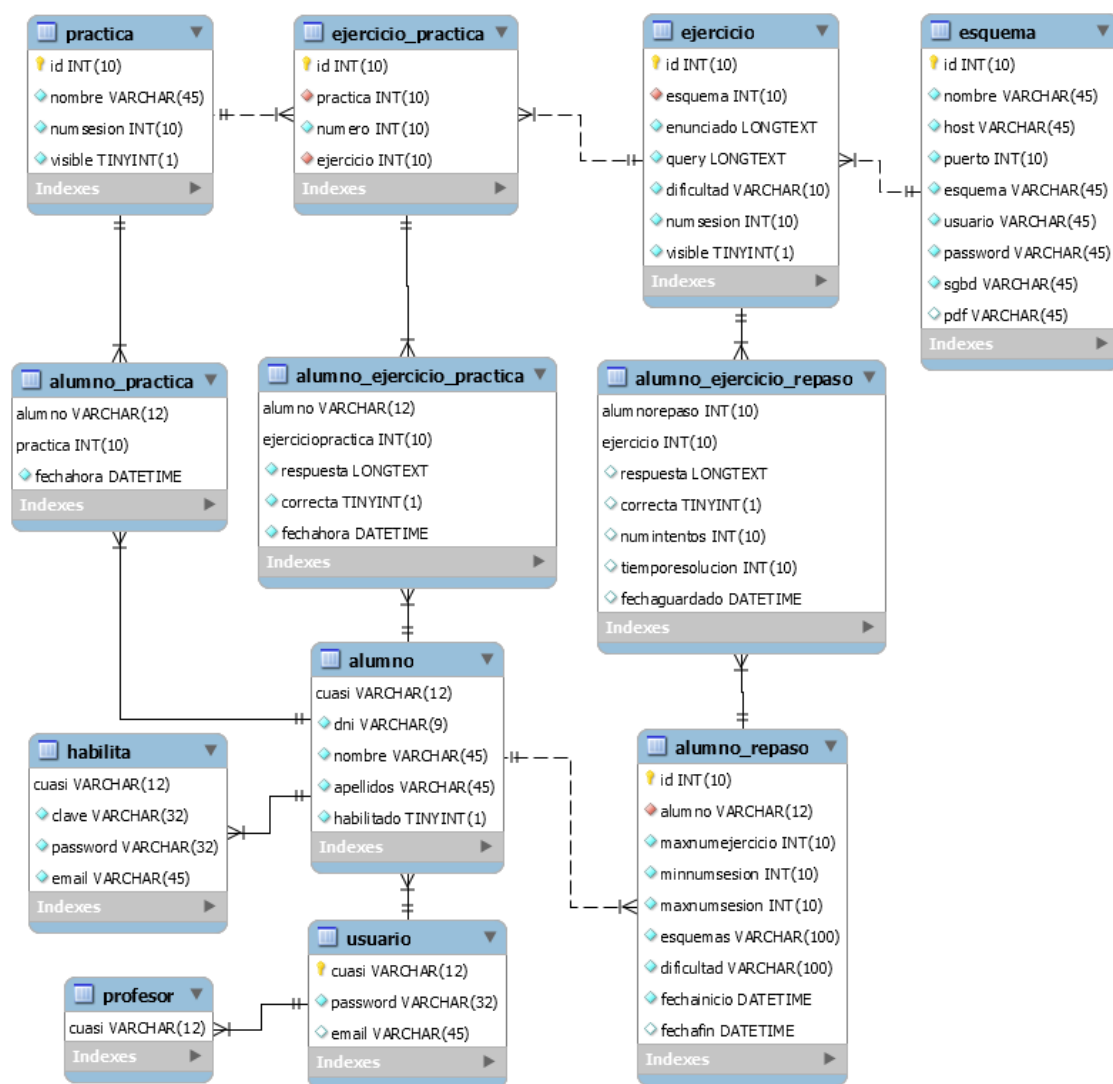 practica
id INT(10)
nombre VARCHAR(45)
numsesion INT(10)
visible TINYINT(1)
Indexes
ejercicio_practica
id INT(10)
practica INT(10)
numero INT(10)
ejercicio INT(10)
Indexes
ejercicio
id INT(10)
esquema INT(10)
enunciado LONGTEXT
query LONGTEXT
dificultad VARCHAR(10)
numsesion INT(10)
visible TINYINT(1)
Indexes
esquema
id INT(10)
nombre VARCHAR(45)
host VARCHAR(45)
puerto INT(10)
esquema VARCHAR(45)
usuario VARCHAR(45)
password VARCHAR(45)
sgbd VARCHAR(45)
pdf VARCHAR(45)
Indexes
alumno_practica
alumno VARCHAR(12)
practica INT(10)
fechahora DATETIME
Indexes
alumno_ejercicio_practica
alumno VARCHAR(12)
ejerciciopractica INT(10)
respuesta LONGTEXT
correcta TINYINT(1)
fechahora DATETIME
Indexes
alumno_ejercicio_repaso
alumnorepaso INT(10)
ejercicio INT(10)
respuesta LONGTEXT
correcta TINYINT(1)
numintentos INT(10)
tiemporesolucion INT(10)
fechaguardado DATETIME
Indexes
alumno
cuasi VARCHAR(12)
dni VARCHAR(9)
nombre VARCHAR(45)
apellidos VARCHAR(45)
habilitado TINYINT(1)
Indexes
habilita
cuasi VARCHAR(12)
clave VARCHAR(32)
password VARCHAR(32)
email VARCHAR(45)
Indexes
alumno_repaso
id INT(10)
alumno VARCHAR(12)
maxnumejercicio INT(10)
minnumsesion INT(10)
maxnumsesion INT(10)
esquemas VARCHAR(100)
dificultad VARCHAR(100)
fechainicio DATETIME
fechafin DATETIME
Indexes
usuario
cuasi VARCHAR(12)
password VARCHAR(32)
email VARCHAR(45)
Indexes
profesor
cuasi VARCHAR(12)
Indexes